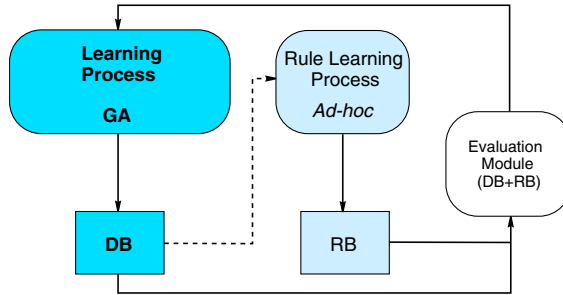 Learning
Process
GA
Rule Learning
Process
Ad-hoc
Evaluation
Module
(DB+RB)
DB
RB